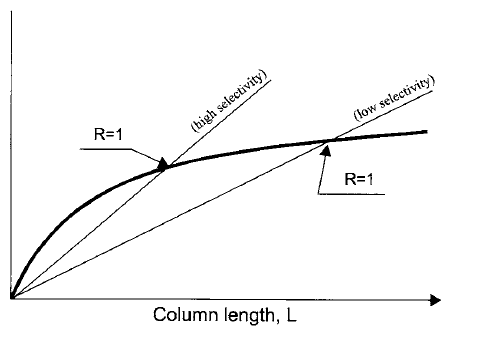 (high selectivity)
(low selectivity)
R=1
R=1
Column length, L